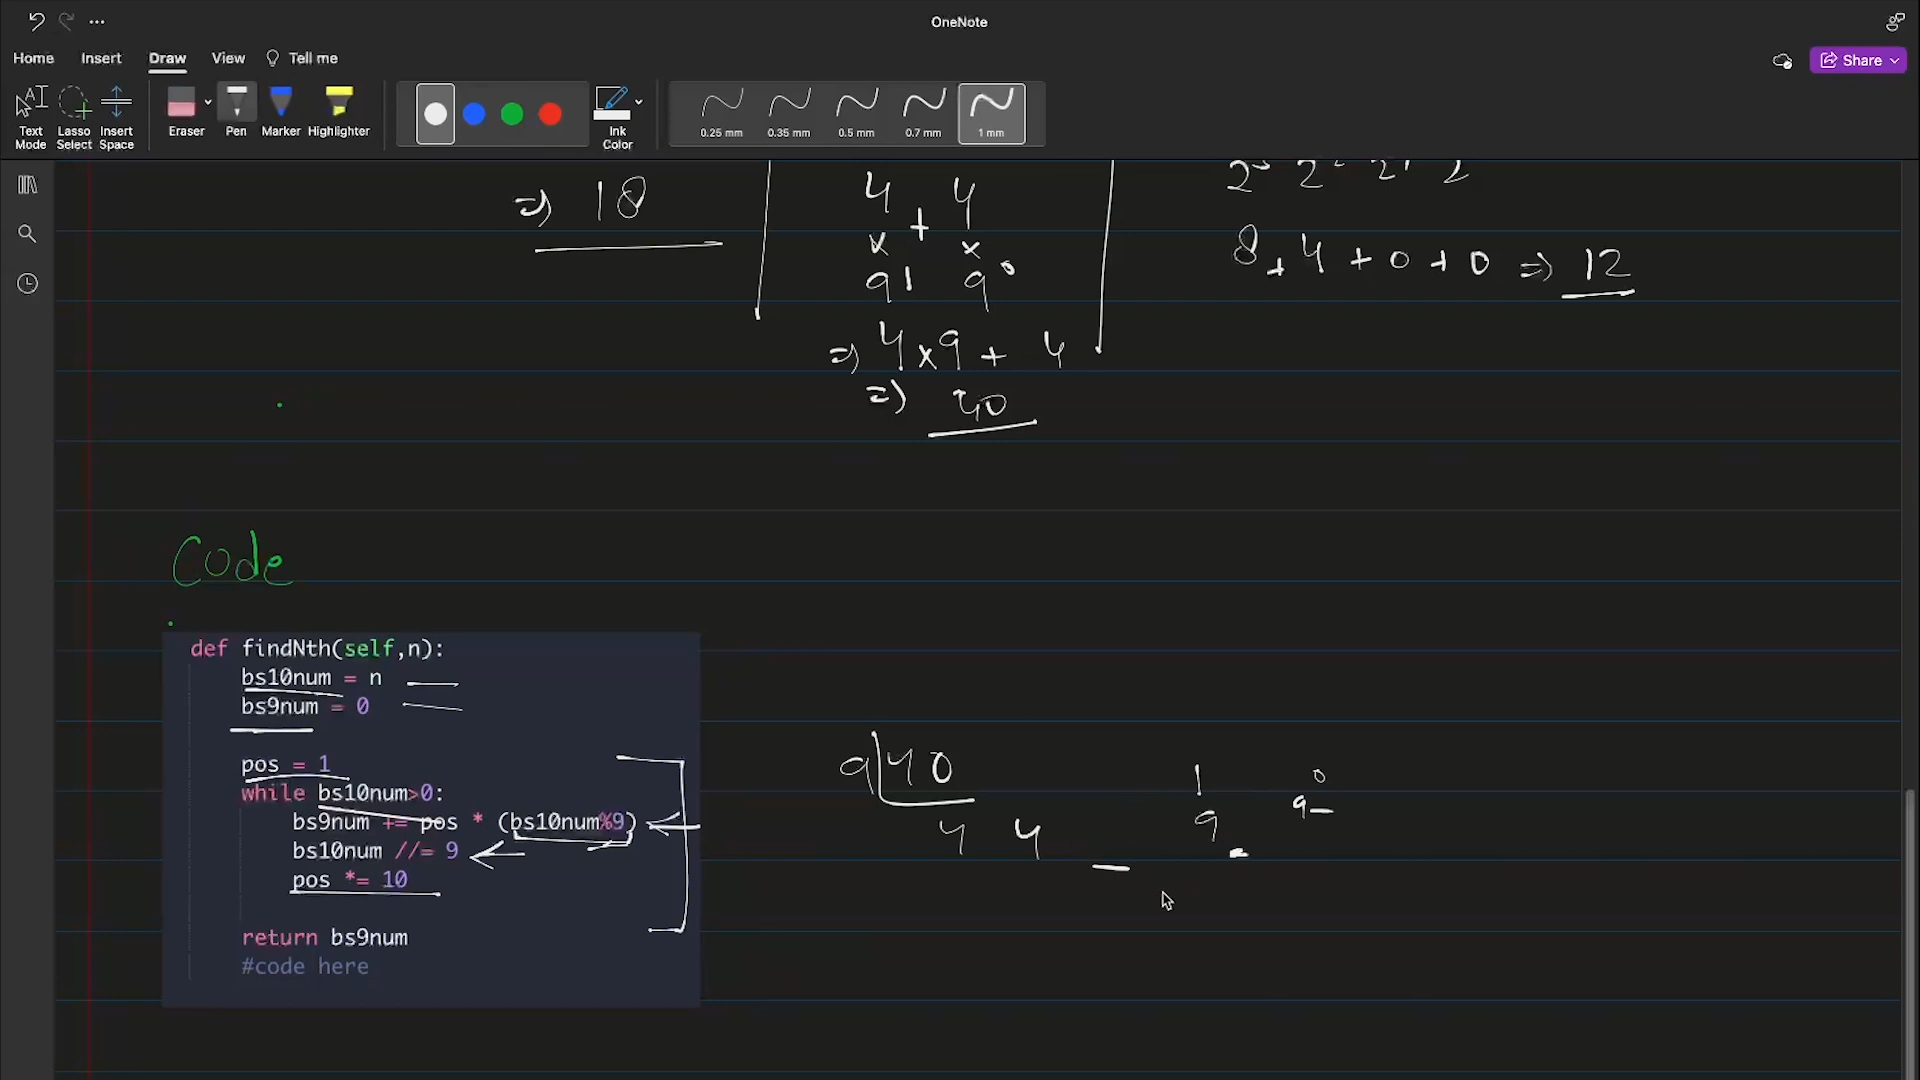 OneNote
Home Insert Draw View Tell me
Share
Text Mode
Lasso Select
Insert Space
Eraser
Pen
Marker
Highlighter
Ink Color
0.25 mm
0.35 mm
0.5 mm
0.7 mm
1 mm
=) 18
4 + 4
x x
9¹ 9⁰
=) 4x9 + 4
=) 40
8 + 4 + 0 + 0 =) 12
Code
def findNth(self,n):
bs10num = n
bs9num = 0
pos = 1
while bs10num>0:
bs9num += pos * (bs10num%9)
bs10num //= 9
pos *= 10
return bs9num
#code here
9 40
4 4
1 0
9 9